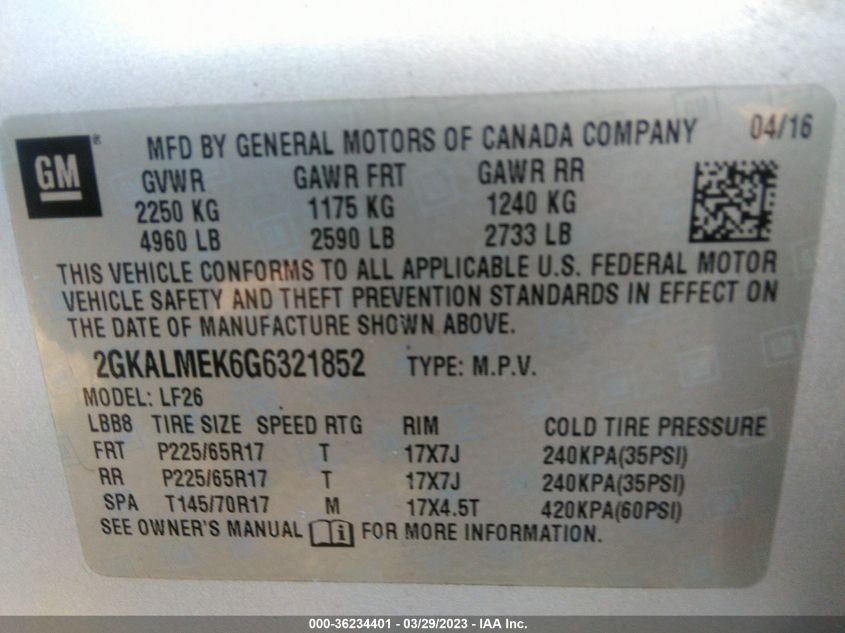 GM ® MFD BY GENERAL MOTORS OF CANADA COMPANY 04/16
GVWR GAWR FRT GAWR RR
2250 KG 1175 KG 1240 KG
4960 LB 2590 LB 2733 LB
THIS VEHICLE CONFORMS TO ALL APPLICABLE U.S. FEDERAL MOTOR
VEHICLE SAFETY AND THEFT PREVENTION STANDARDS IN EFFECT ON
THE DATE OF MANUFACTURE SHOWN ABOVE.
2GKALMEK6G6321852 TYPE: M.P.V.
MODEL: LF26
LBB8 TIRE SIZE SPEED RTG RIM COLD TIRE PRESSURE
FRT P225/65R17 T 17X7J 240KPA(35PSI)
RR P225/65R17 T 17X7J 240KPA(35PSI)
SPA T145/70R17 M 17X4.5T 420KPA(60PSI)
SEE OWNER'S MANUAL FOR MORE INFORMATION.
000-36234401 - 03/29/2023 - IAA Inc.